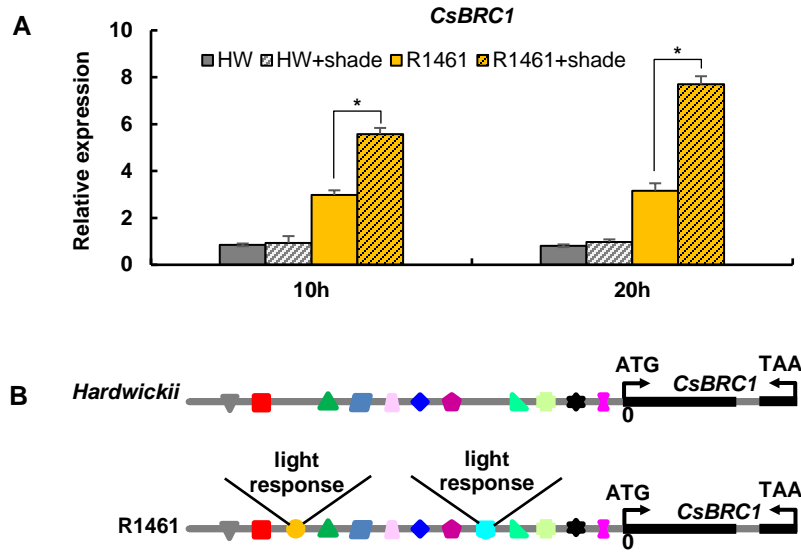 A
CsBRC1
HW HW+shade R1461 R1461+shade
Relative expression
10
8
6
4
2
0
*
*
10h 20h
B
ATG TAA
Hardwickii CsBRC1
0
light
response
light
response
ATG TAA
R1461 CsBRC1
0